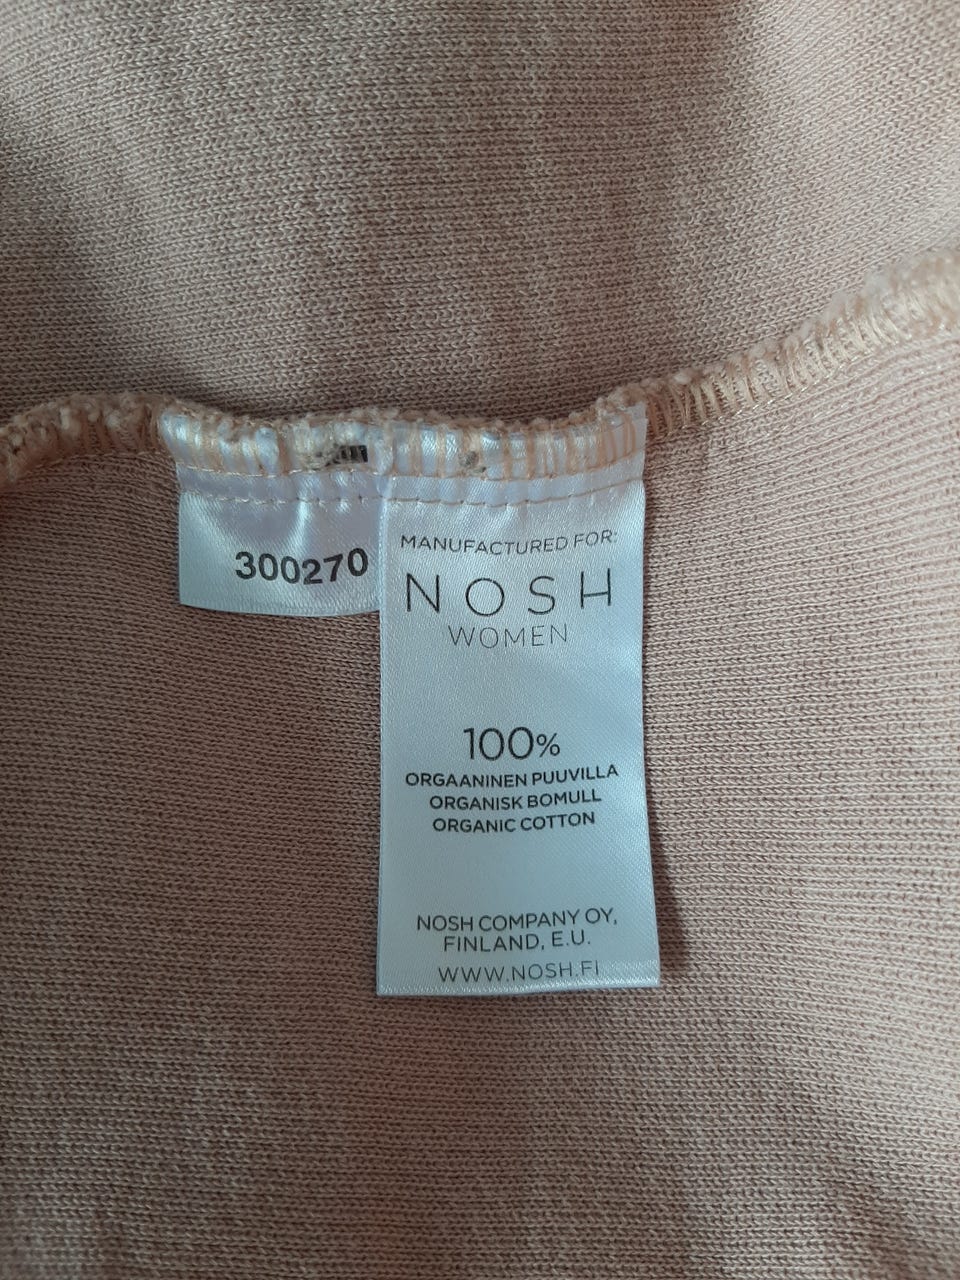 300270
MANUFACTURED FOR:
NOSH
WOMEN
100%
ORGAANINEN PUUVILLA
ORGANISK BOMULL
ORGANIC COTTON
NOSH COMPANY OY,
FINLAND, E.U.
WWW.NOSH.FI